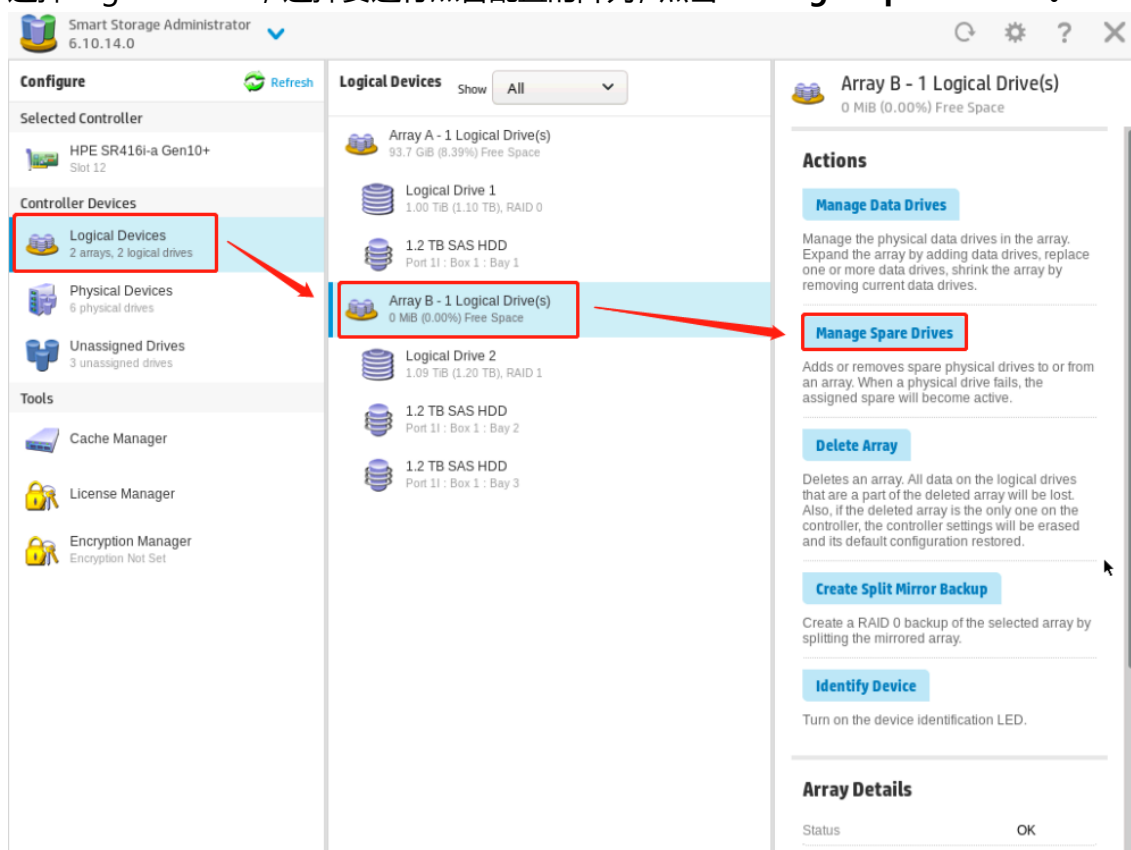 Smart Storage Administrator
6.10.14.0
Configure
Refresh
Selected Controller
HPE SR416i-a Gen10+
Slot 12
Controller Devices
Logical Devices
2 arrays, 2 logical drives
Physical Devices
6 physical drives
Unassigned Drives
3 unassigned drives
Tools
Cache Manager
License Manager
Encryption Manager
Encryption Not Set
Logical Devices Show All
Array A - 1 Logical Drive(s)
93.7 GiB (8.39%) Free Space
Logical Drive 1
1.00 TiB (1.10 TB), RAID 0
1.2 TB SAS HDD
Port 1I : Box 1 : Bay 1
Array B - 1 Logical Drive(s)
0 MiB (0.00%) Free Space
Logical Drive 2
1.09 TiB (1.20 TB), RAID 1
1.2 TB SAS HDD
Port 1I : Box 1 : Bay 2
1.2 TB SAS HDD
Port 1I : Box 1 : Bay 3
?
Array B - 1 Logical Drive(s)
0 MiB (0.00%) Free Space
Actions
Manage Data Drives
Manage the physical data drives in the array.
Expand the array by adding data drives, replace
one or more data drives, shrink the array by
removing current data drives.
Manage Spare Drives
Adds or removes spare physical drives to or from
an array. When a physical drive fails, the
assigned spare will become active.
Delete Array
Deletes an array. All data on the logical drives
that are a part of the deleted array will be lost.
Also, if the deleted array is the only one on the
controller, the controller settings will be erased
and its default configuration restored.
Create Split Mirror Backup
Create a RAID 0 backup of the selected array by
splitting the mirrored array.
Identify Device
Turn on the device identification LED.
Array Details
Status OK